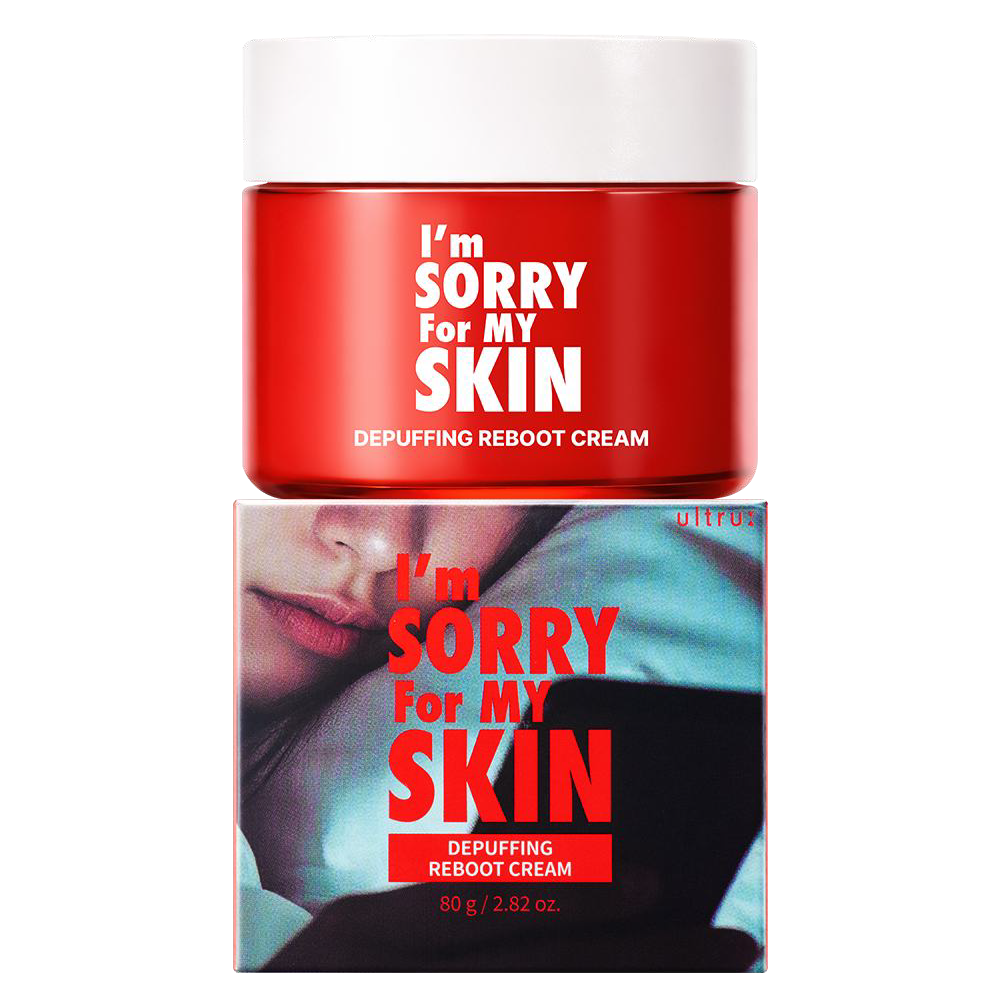 I'm
SORRY
For MY
SKIN
DEPUFFING REBOOT CREAM
ultru:
I'm
SORRY
For MY
SKIN
DEPUFFING
REBOOT CREAM
80 g / 2.82 oz.